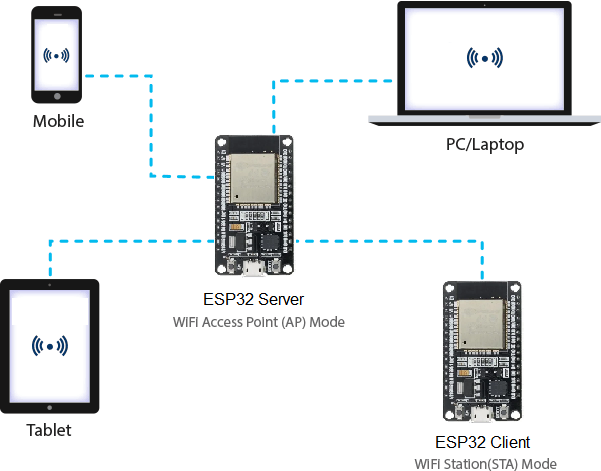 Mobile
PC/Laptop
ESP32 Server
WIFI Access Point (AP) Mode
Tablet
ESP32 Client
WIFI Station(STA) Mode